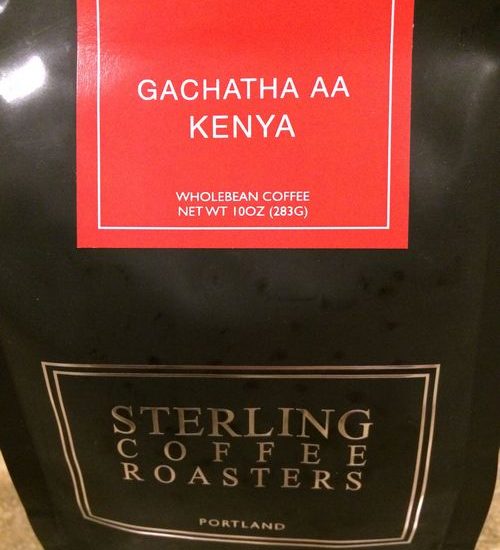 GACHATHA AA
KENYA
WHOLEBEAN COFFEE
NET WT 10OZ (283G)
STERLING
COFFEE
ROASTERS
PORTLAND